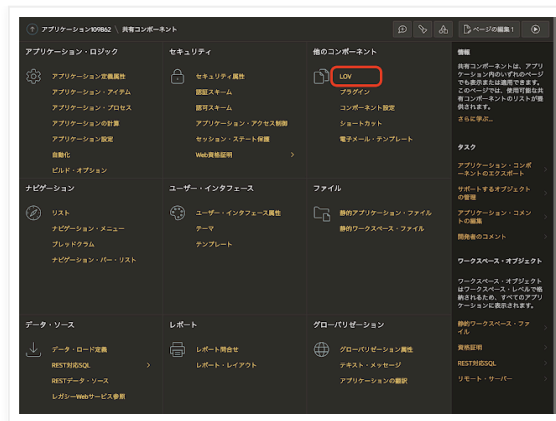 アプリケーション109862 \ 共有コンポーネント
ページの編集1
アプリケーション・ロジック
アプリケーション定義属性
アプリケーション・アイテム
アプリケーション・プロセス
アプリケーションの計算
アプリケーション設定
自動化
ビルド・オプション
セキュリティ
セキュリティ属性
認証スキーム
認可スキーム
アプリケーション・アクセス制御
セッション・ステート保護
Web資格証明
他のコンポーネント
LOV
プラグイン
コンポーネント設定
ショートカット
電子メール・テンプレート
ナビゲーション
リスト
ナビゲーション・メニュー
ブレッドクラム
ナビゲーション・バー・リスト
ユーザー・インタフェース
ユーザー・インタフェース属性
テーマ
テンプレート
ファイル
静的アプリケーション・ファイル
静的ワークスペース・ファイル
データ・ソース
データ・ロード定義
REST対応SQL
RESTデータ・ソース
レガシーWebサービス参照
レポート
レポート問合せ
レポート・レイアウト
グローバリゼーション
グローバリゼーション属性
テキスト・メッセージ
アプリケーションの翻訳
情報
共有コンポーネントは、アプリ
ケーション内のいずれのページ
でも表示または適用できます。
このページでは、使用可能な共
有コンポーネントのリストが提
供されます。
さらに学ぶ...
タスク
アプリケーション・コンポ
ーネントのエクスポート
サポートするオブジェクト
の管理
アプリケーション・コメン
トの編集
開発者のコメント
ワークスペース・オブジェクト
ワークスペース・オブジェクト
はワークスペース・レベルで格
納されるため、すべてのアプリ
ケーションに表示されます。
静的ワークスペース・ファ
イル
資格証明
REST対応SQL
リモート・サーバー